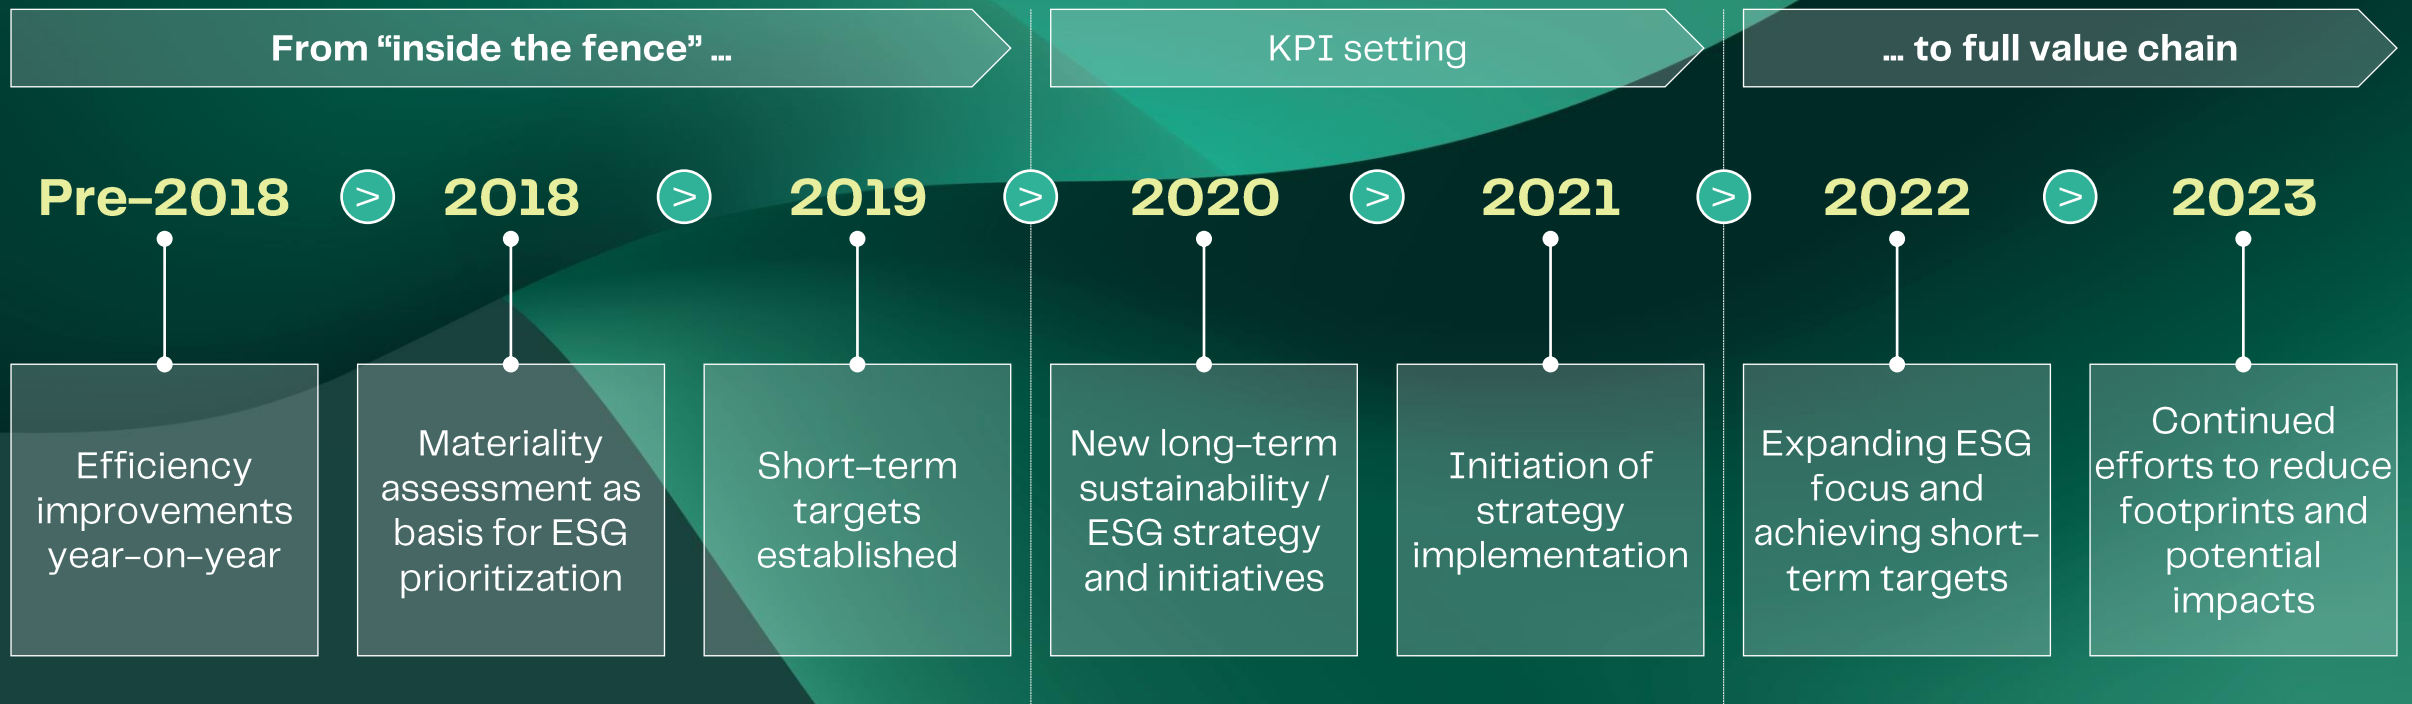 From “inside the fence” ...
KPI setting
... to full value chain
Pre-2018
>
2018
>
2019
>
2020
>
2021
>
2022
>
2023
Efficiency
improvements
year-on-year
Materiality
assessment as
basis for ESG
prioritization
Short-term
targets
established
New long-term
sustainability /
ESG strategy
and initiatives
Initiation of
strategy
implementation
Expanding ESG
focus and
achieving short-
term targets
Continued
efforts to reduce
footprints and
potential
impacts